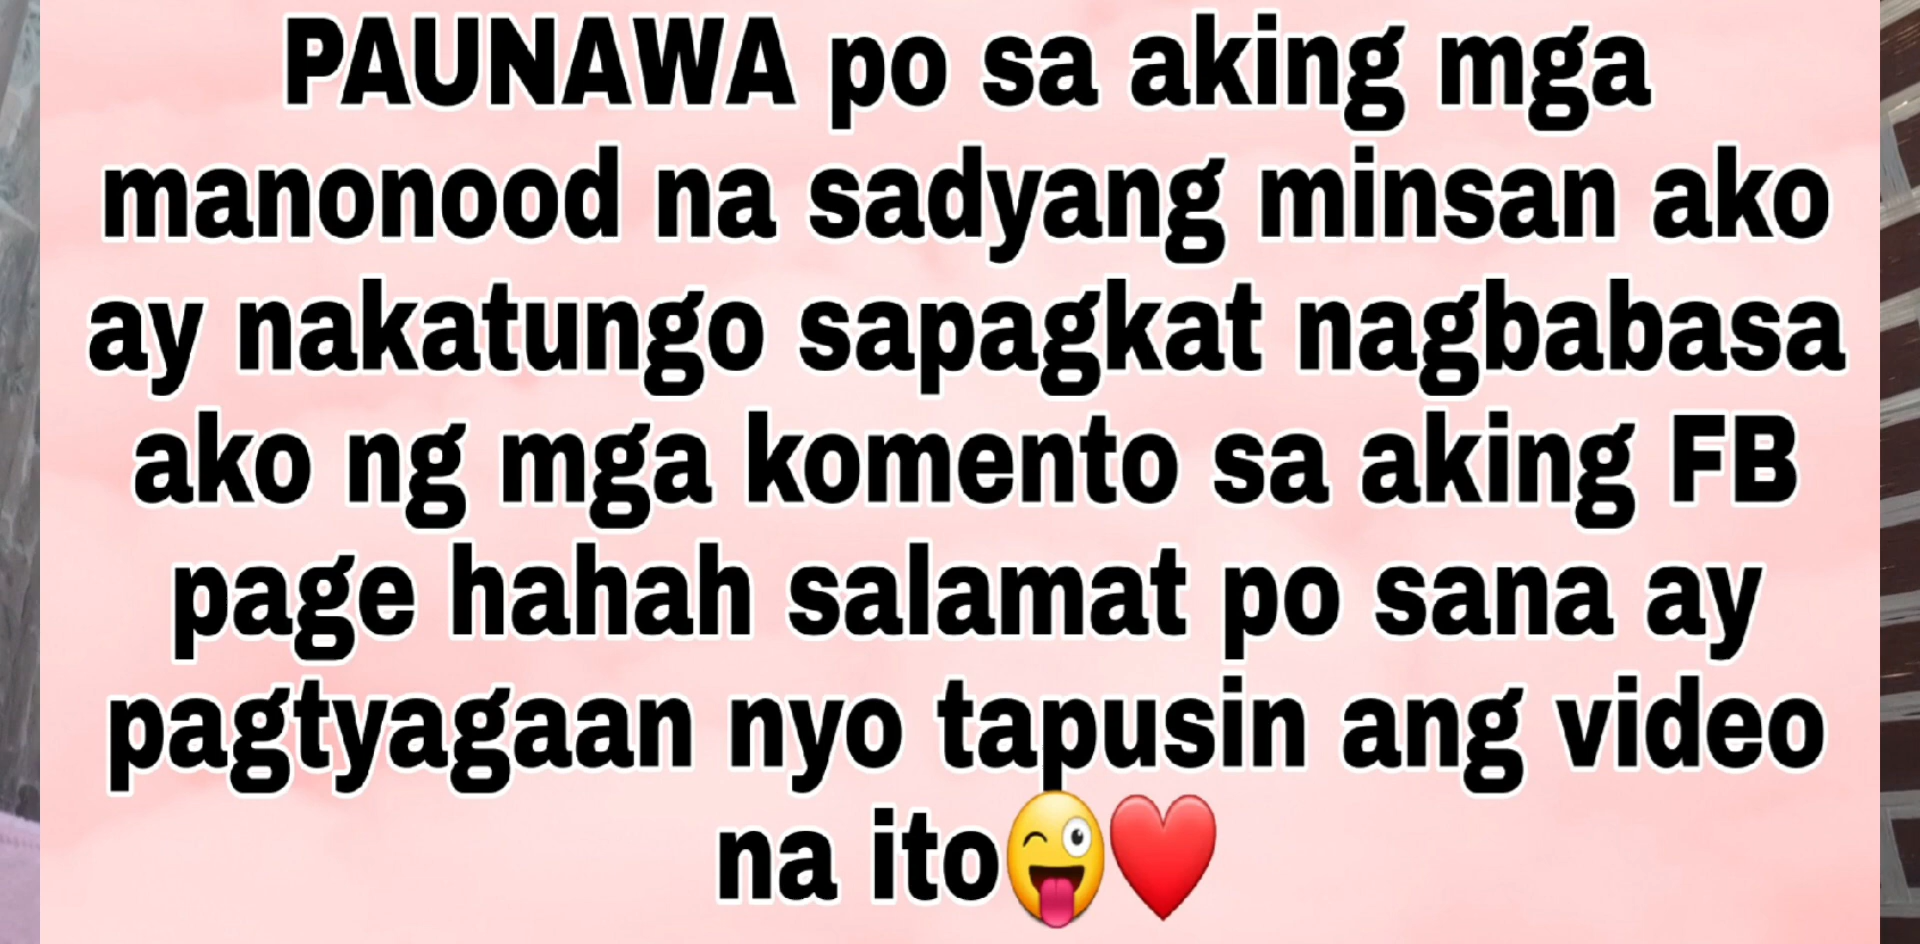 PAUNAWA po sa aking mga
manonood na sadyang minsan ako
ay nakatungo sapagkat nagbabasa
ako ng mga komento sa aking FB
page hahah salamat po sana ay
pagtyagaan nyo tapusin ang video
na ito😜❤️